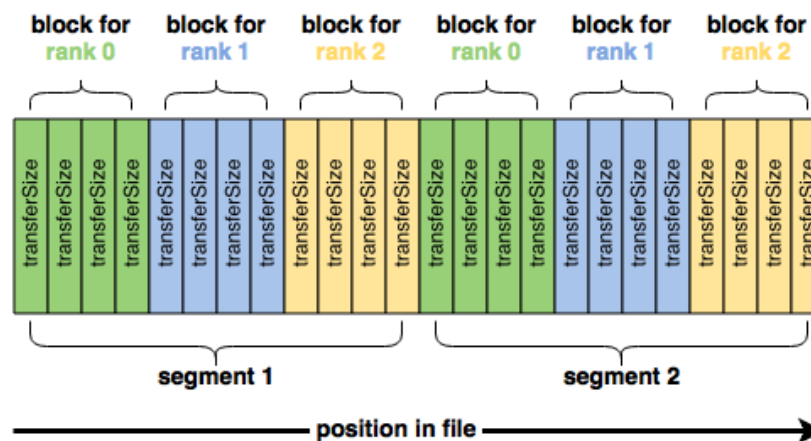 block for block for block for block for block for block for
rank 0 rank 1 rank 2 rank 0 rank 1 rank 2
transferSize transferSize transferSize transferSize transferSize transferSize transferSize transferSize transferSize transferSize transferSize transferSize transferSize transferSize transferSize transferSize transferSize transferSize transferSize transferSize transferSize transferSize transferSize transferSize
segment 1 segment 2
position in file